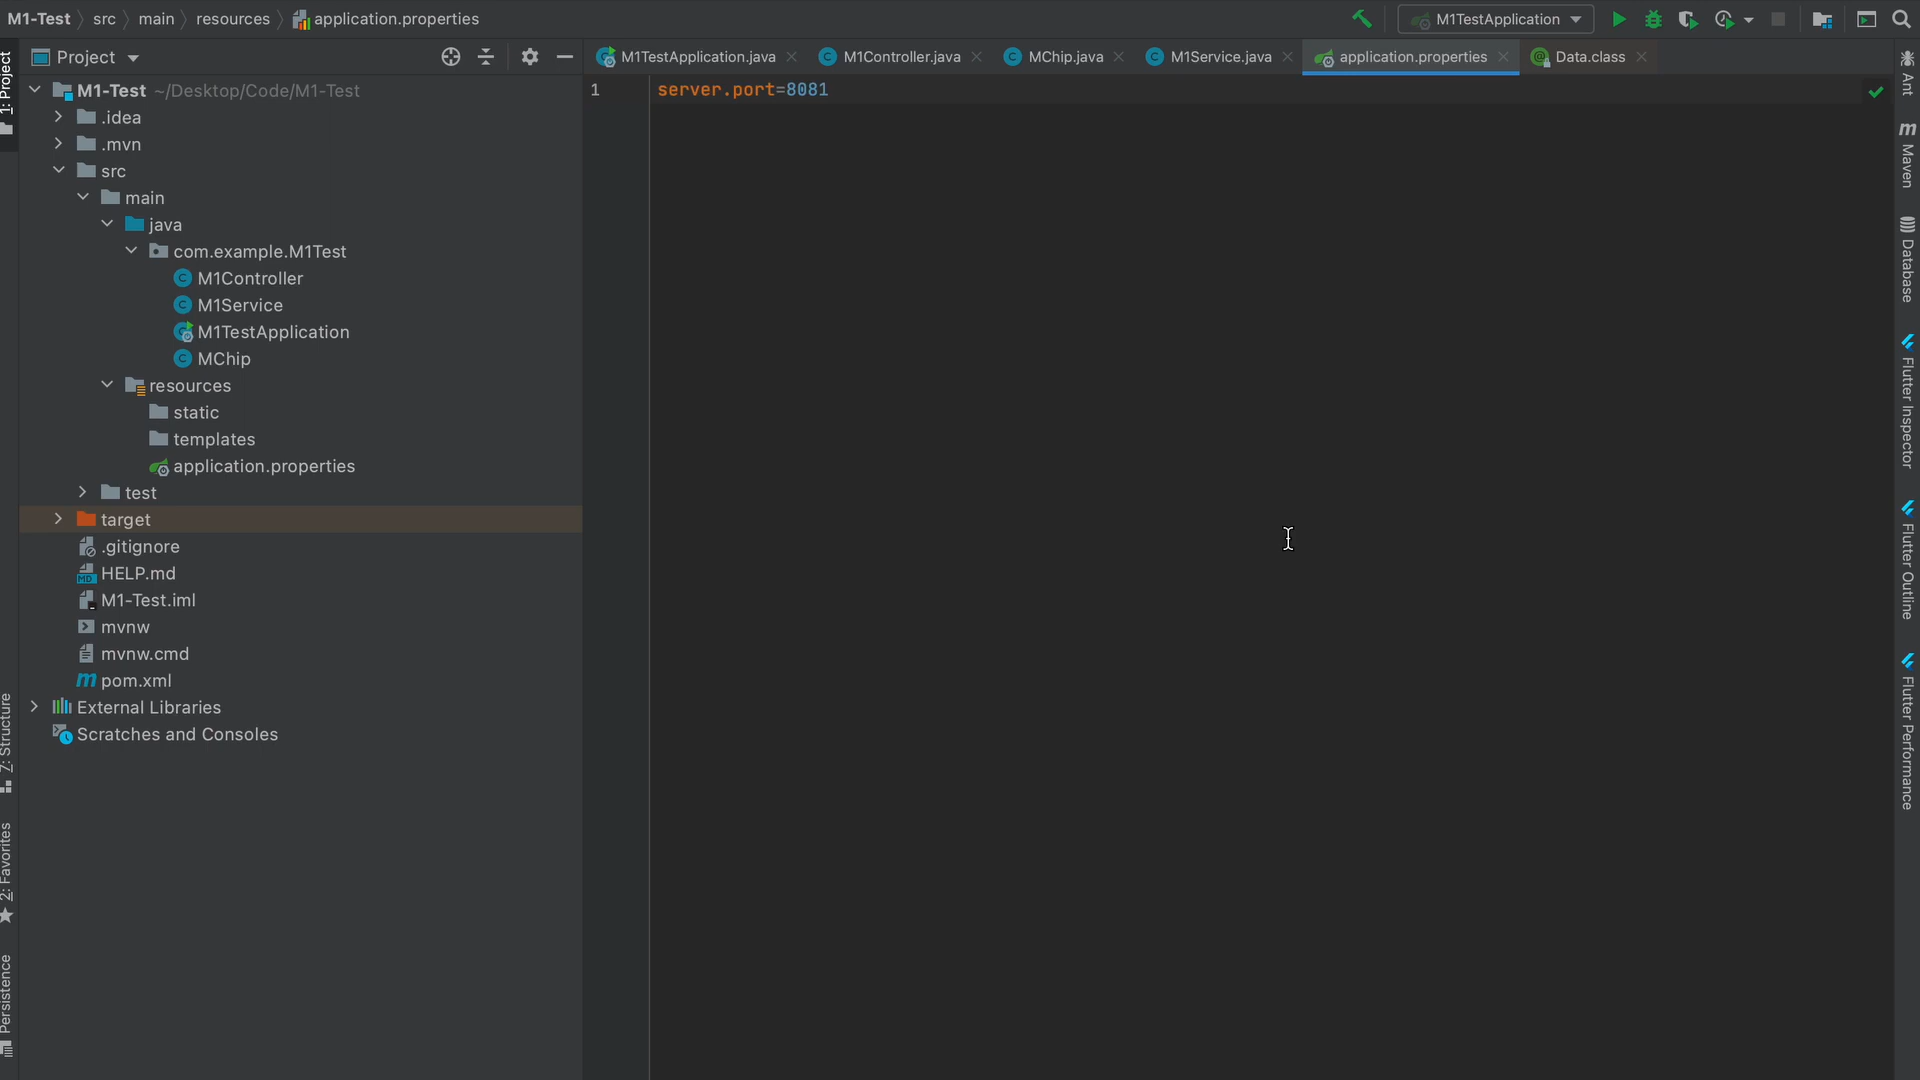 M1-Test src main resources application.properties
M1TestApplication
1: Project
Project
M1TestApplication.java M1Controller.java MChip.java M1Service.java application.properties Data.class
M1-Test ~/Desktop/Code/M1-Test
.idea
.mvn
src
main
java
com.example.M1Test
M1Controller
M1Service
M1TestApplication
MChip
resources
static
templates
application.properties
test
target
.gitignore
HELP.md
M1-Test.iml
mvnw
mvnw.cmd
pom.xml
External Libraries
Scratches and Consoles
7: Structure
2: Favorites
Persistence
1 server.port=8081
Ant
Maven
Database
Flutter Inspector
Flutter Outline
Flutter Performance